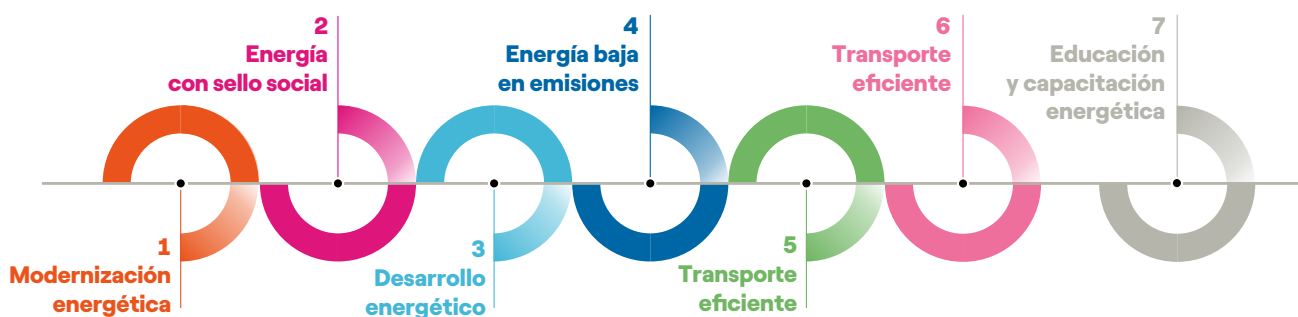 1
Modernización
energética
2
Energía
con sello social
3
Desarrollo
energético
4
Energía baja
en emisiones
5
Transporte
eficiente
6
Transporte
eficiente
7
Educación
y capacitación
energética